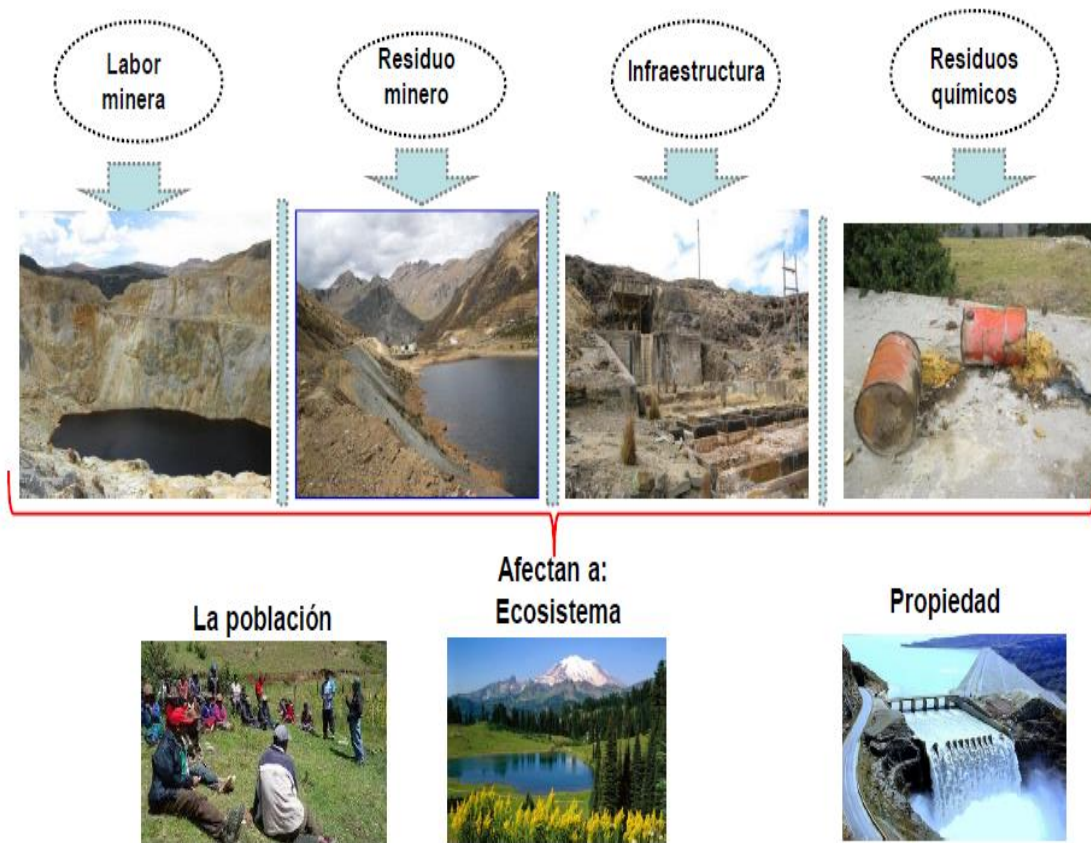 Labor
minera
Residuo
minero
Infraestructura
Residuos
químicos
Afectan a:
La población
Ecosistema
Propiedad